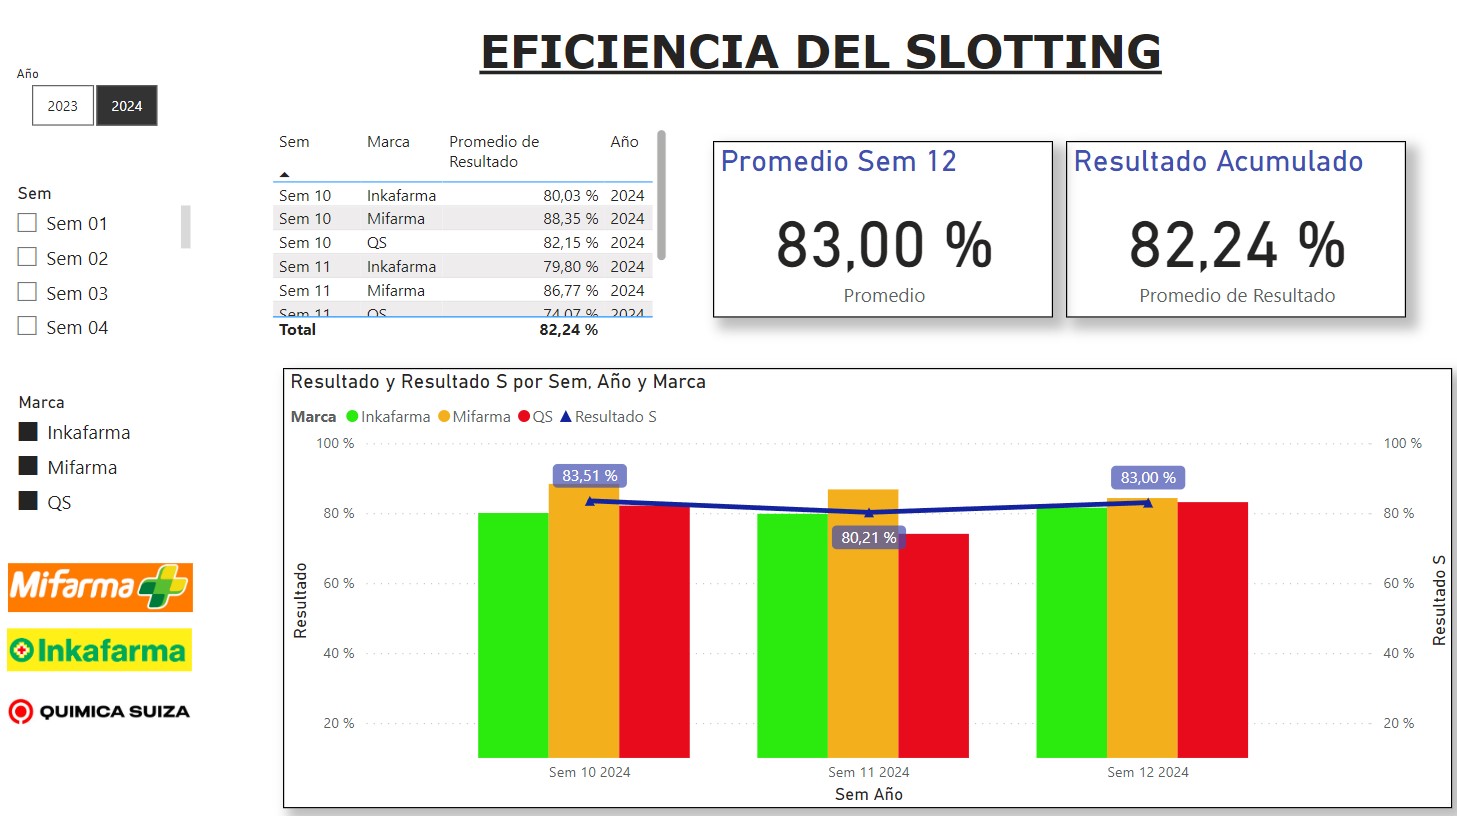 EFICIENCIA DEL SLOTTING
Año
2023
2024
Sem
Sem 01
Sem 02
Sem 03
Sem 04
Marca
Inkafarma
Mifarma
QS
Mifarma
Inkafarma
QUIMICA SUIZA
Sem Marca Promedio de Resultado Año
Sem 10 Inkafarma 80,03 % 2024
Sem 10 Mifarma 88,35 % 2024
Sem 10 QS 82,15 % 2024
Sem 11 Inkafarma 79,80 % 2024
Sem 11 Mifarma 86,77 % 2024
Sem 11 QS 74,07 % 2024
Total 82,24 %
Promedio Sem 12
83,00 %
Promedio
Resultado Acumulado
82,24 %
Promedio de Resultado
Resultado y Resultado S por Sem, Año y Marca
Marca Inkafarma Mifarma QS Resultado S
100 % 100 %
83,51 % 83,00 %
80 % 80 %
80,21 %
60 % 60 %
40 % 40 %
20 % 20 %
Resultado
Resultado S
Sem 10 2024 Sem 11 2024 Sem 12 2024
Sem Año